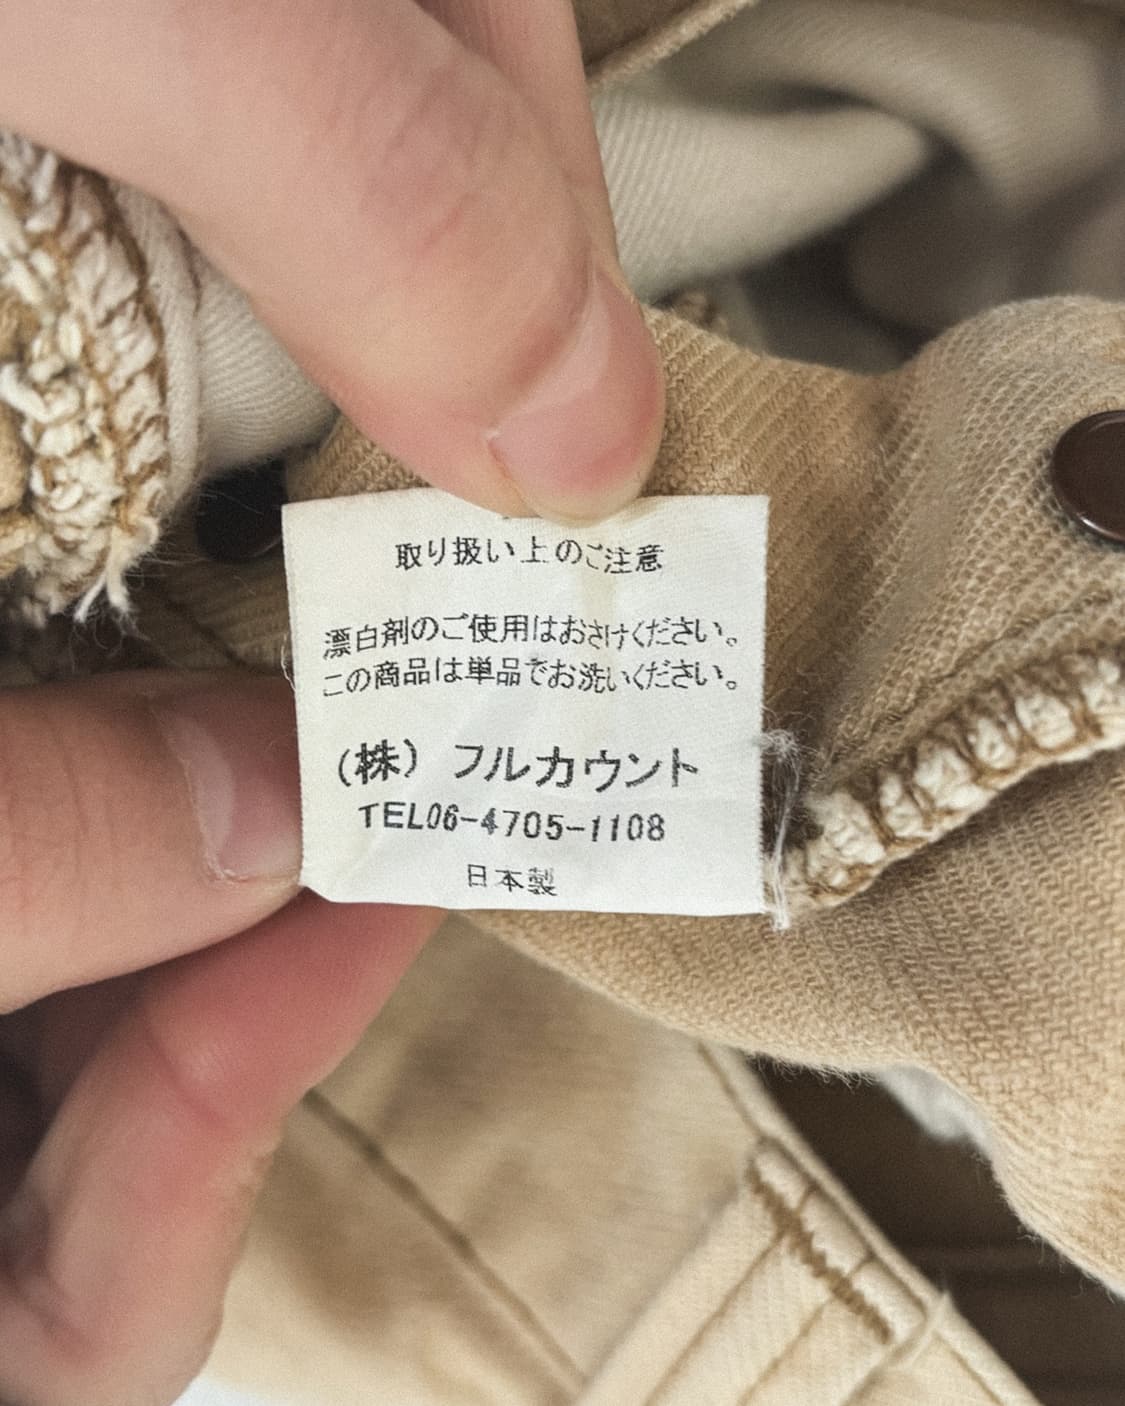 取り扱い上のご注意
漂白剤のご使用はおさけください。
この商品は単品でお洗いください。
(株) フルカウント
TEL06-4705-1108
日本製